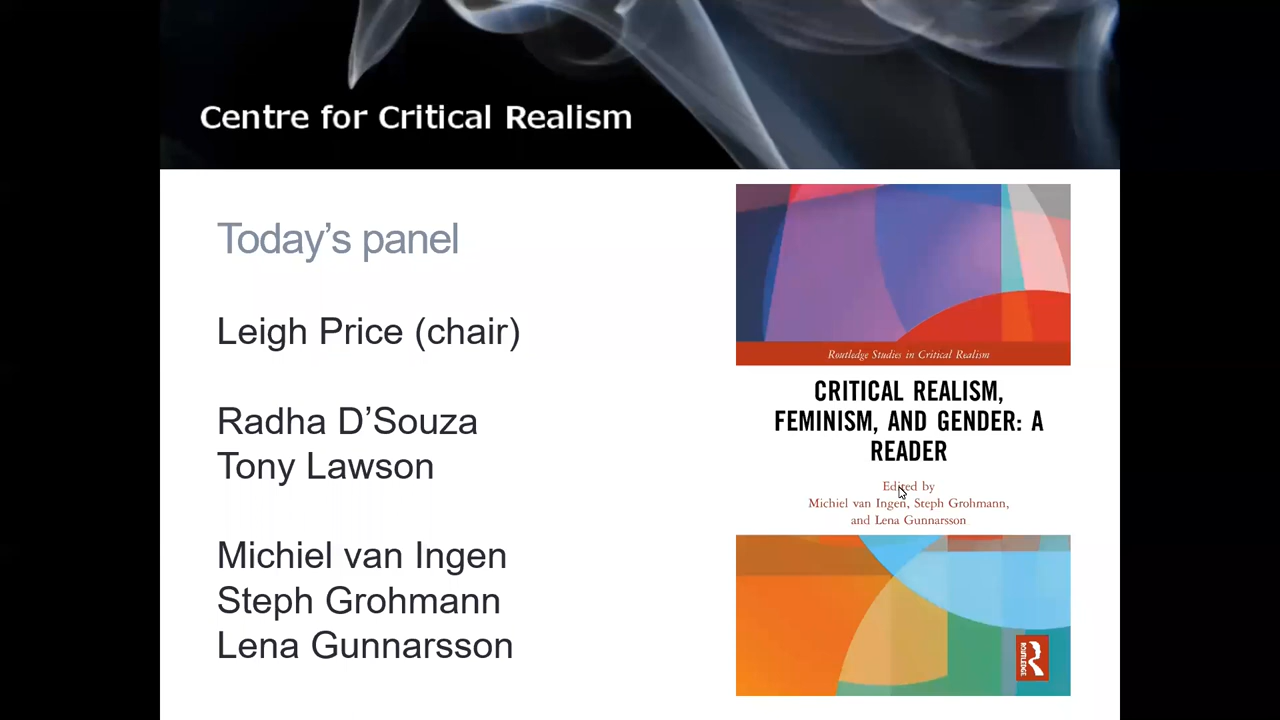 Centre for Critical Realism
Today’s panel
Leigh Price (chair)
Radha D’Souza
Tony Lawson
Michiel van Ingen
Steph Grohmann
Lena Gunnarsson
Routledge Studies in Critical Realism
CRITICAL REALISM,
FEMINISM, AND GENDER: A
READER
Edited by
Michiel van Ingen, Steph Grohmann,
and Lena Gunnarsson
ROUTLEDGE